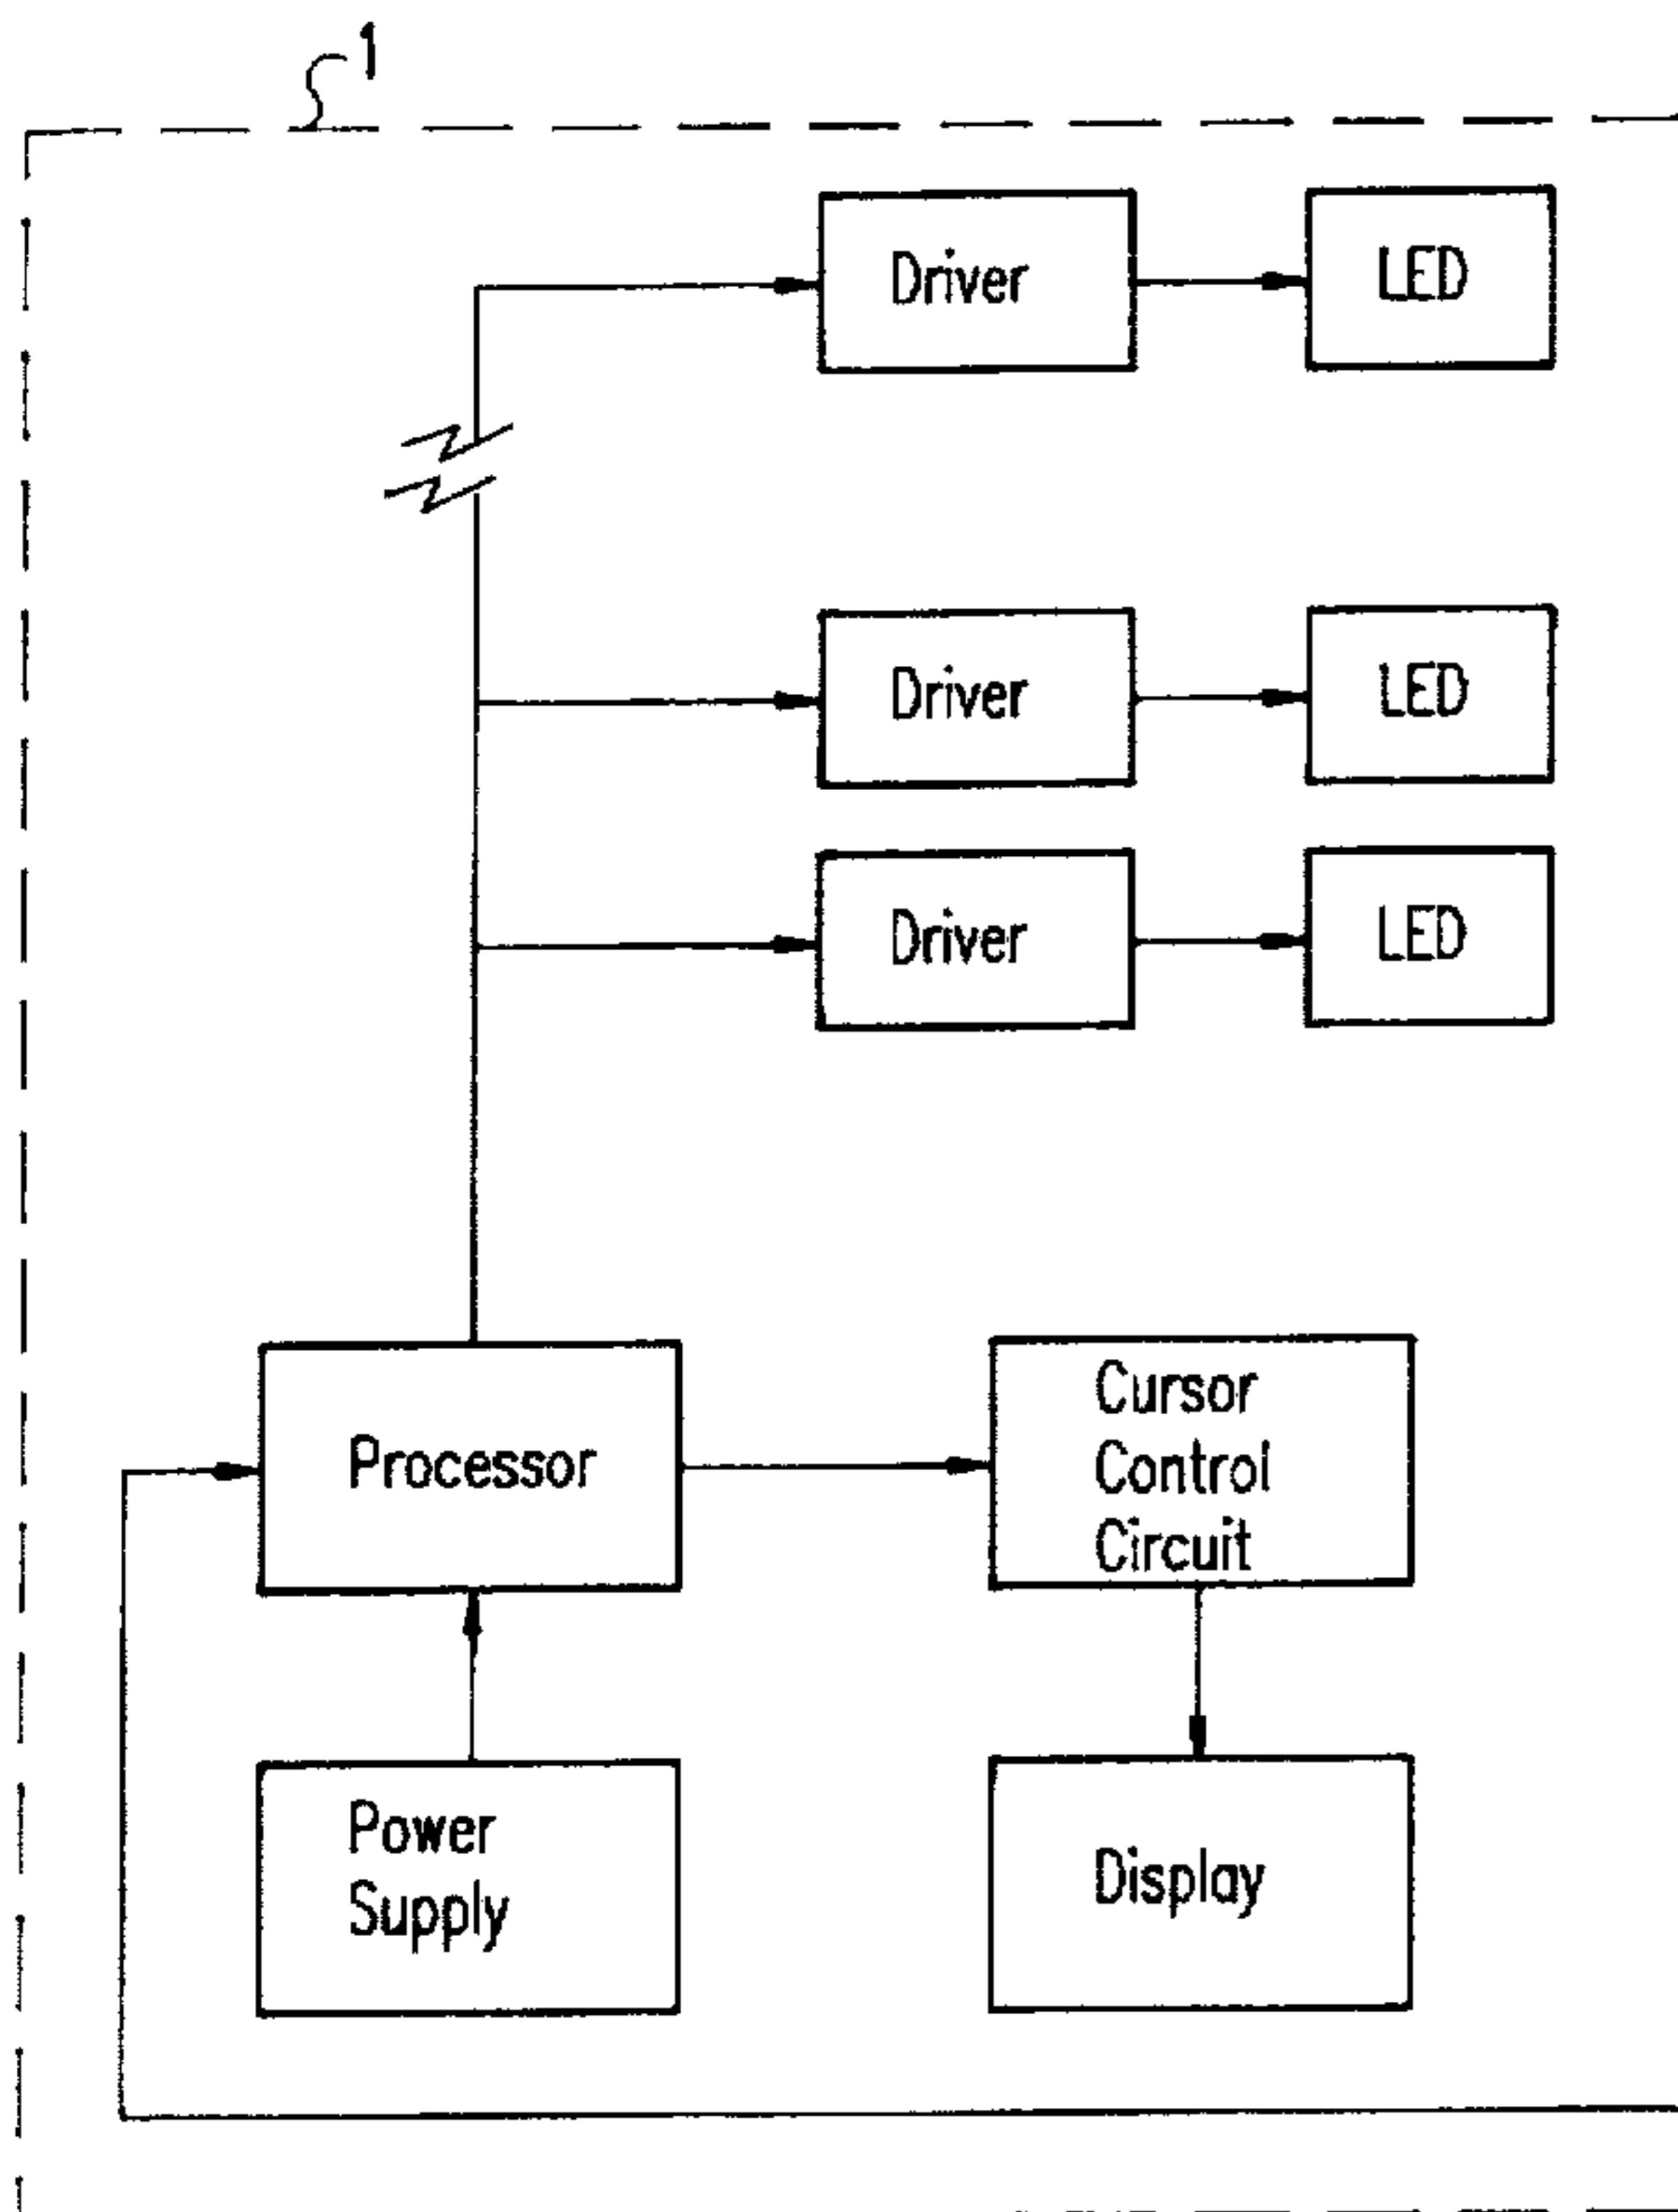 1
Driver
LED
Driver
LED
Driver
LED
Processor
Cursor
Control
Circuit
Power
Supply
Display